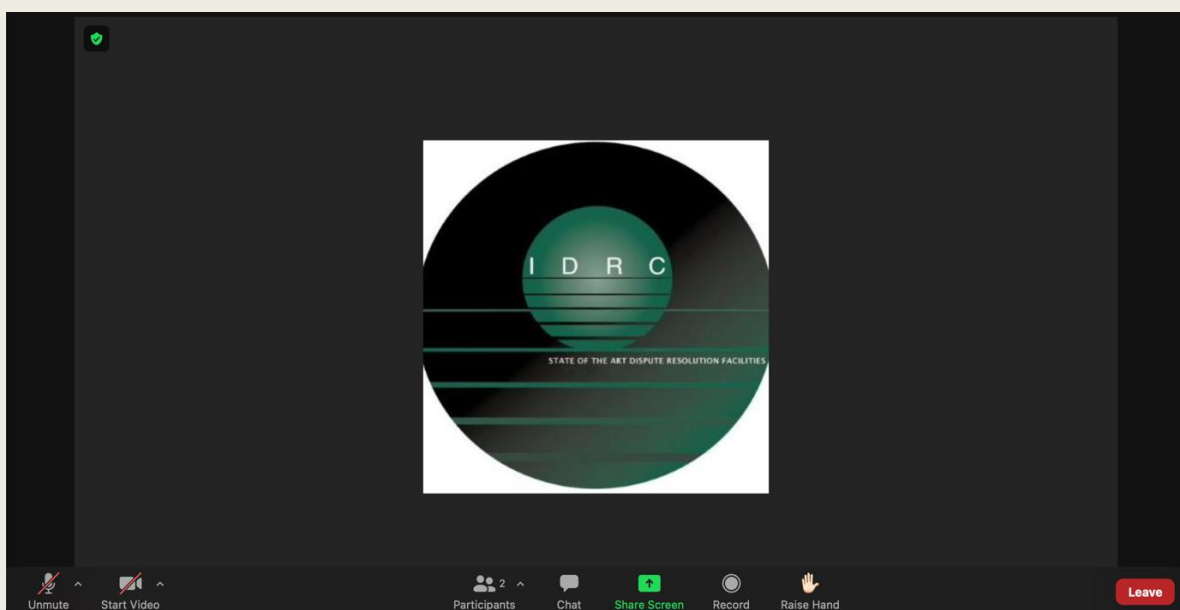 I D R C
STATE OF THE ART DISPUTE RESOLUTION FACILITIES
2
Unmute
Start Video
Participants
Chat
Share Screen
Record
Raise Hand
Leave